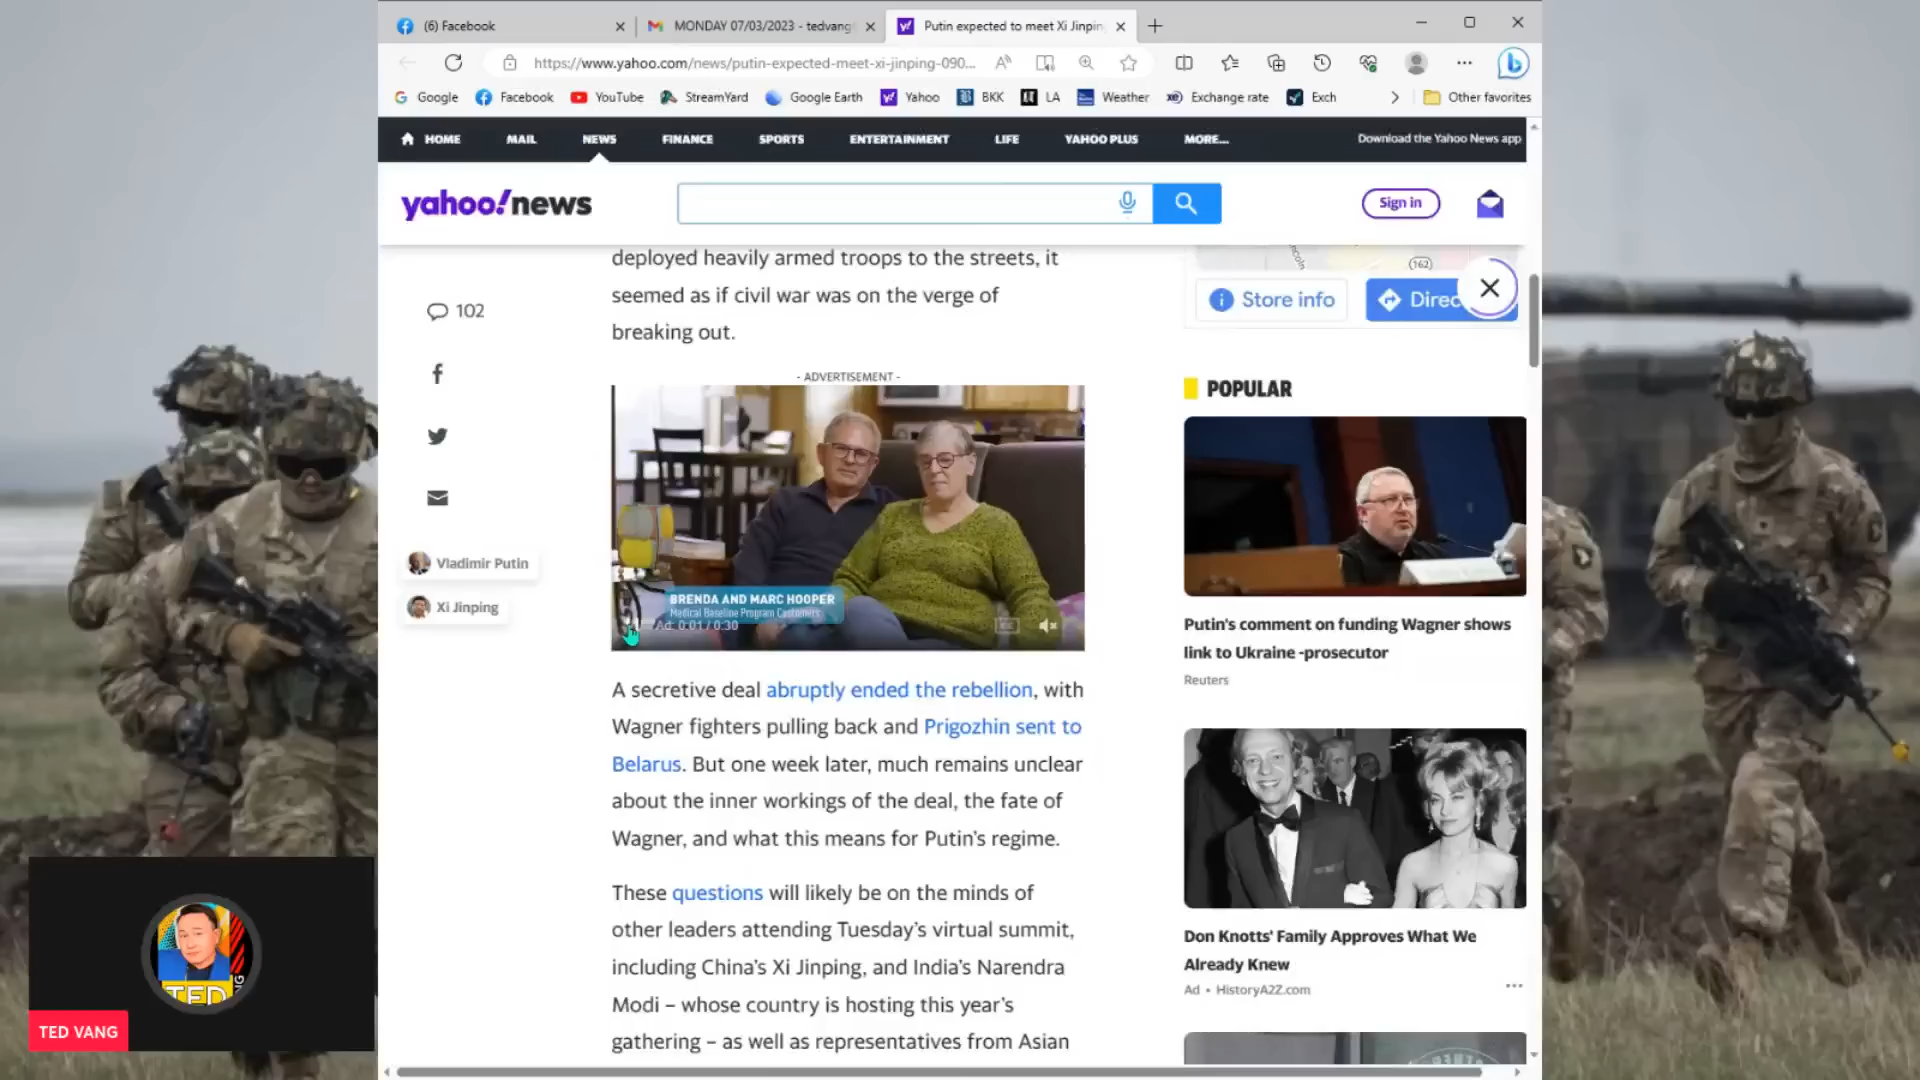 (6) Facebook
MONDAY 07/03/2023 - tedvang
Putin expected to meet Xi Jinpin
https://www.yahoo.com/news/putin-expected-meet-xi-jinping-090...
Google
Facebook
YouTube
StreamYard
Google Earth
Yahoo
BKK
LA
Weather
Exchange rate
Exch
Other favorites
HOME
MAIL
NEWS
FINANCE
SPORTS
ENTERTAINMENT
LIFE
YAHOO PLUS
MORE...
Download the Yahoo News app
yahoo!news
Sign in
102
Vladimir Putin
Xi Jinping
deployed heavily armed troops to the streets, it
seemed as if civil war was on the verge of
breaking out.
- ADVERTISEMENT -
BRENDA AND MARC HOOPER
Medical Baseline Program Customers
Ad: 0:01 / 0:30
A secretive deal abruptly ended the rebellion, with
Wagner fighters pulling back and Prigozhin sent to
Belarus. But one week later, much remains unclear
about the inner workings of the deal, the fate of
Wagner, and what this means for Putin's regime.
These questions will likely be on the minds of
other leaders attending Tuesday's virtual summit,
including China's Xi Jinping, and India's Narendra
Modi – whose country is hosting this year's
gathering – as well as representatives from Asian
(162)
Store info
Direc
POPULAR
Putin's comment on funding Wagner shows
link to Ukraine -prosecutor
Reuters
Don Knotts' Family Approves What We
Already Knew
Ad • HistoryA2Z.com
TED
TED VANG